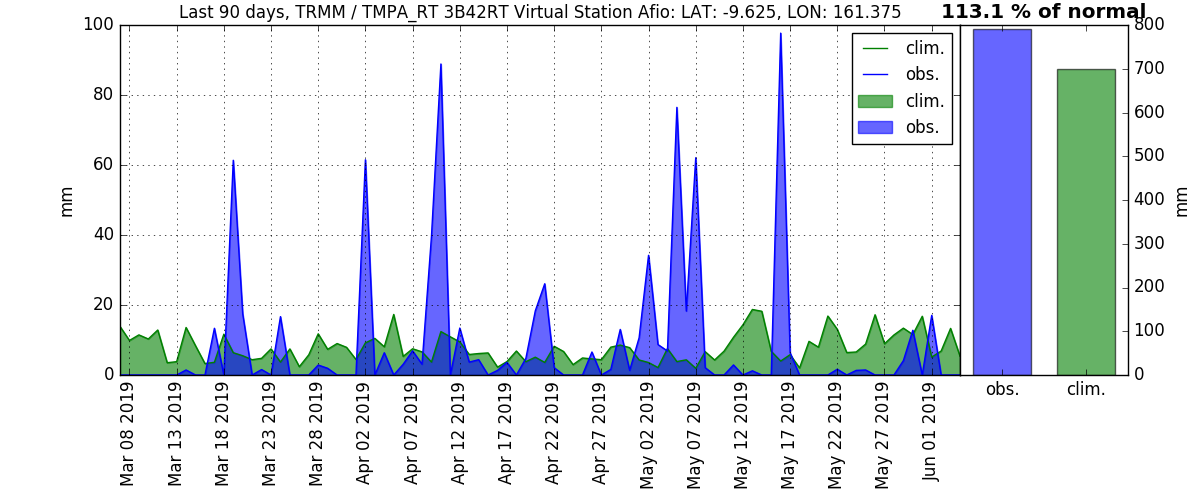 Last 90 days, TRMM / TMPA_RT 3B42RT Virtual Station Afio: LAT: -9.625, LON: 161.375
113.1 % of normal
100
80
60
40
20
0
mm
clim.
obs.
clim.
obs.
800
700
600
500
400
300
200
100
0
mm
Mar 08 2019
Mar 13 2019
Mar 18 2019
Mar 23 2019
Mar 28 2019
Apr 02 2019
Apr 07 2019
Apr 12 2019
Apr 17 2019
Apr 22 2019
Apr 27 2019
May 02 2019
May 07 2019
May 12 2019
May 17 2019
May 22 2019
May 27 2019
Jun 01 2019
obs.
clim.